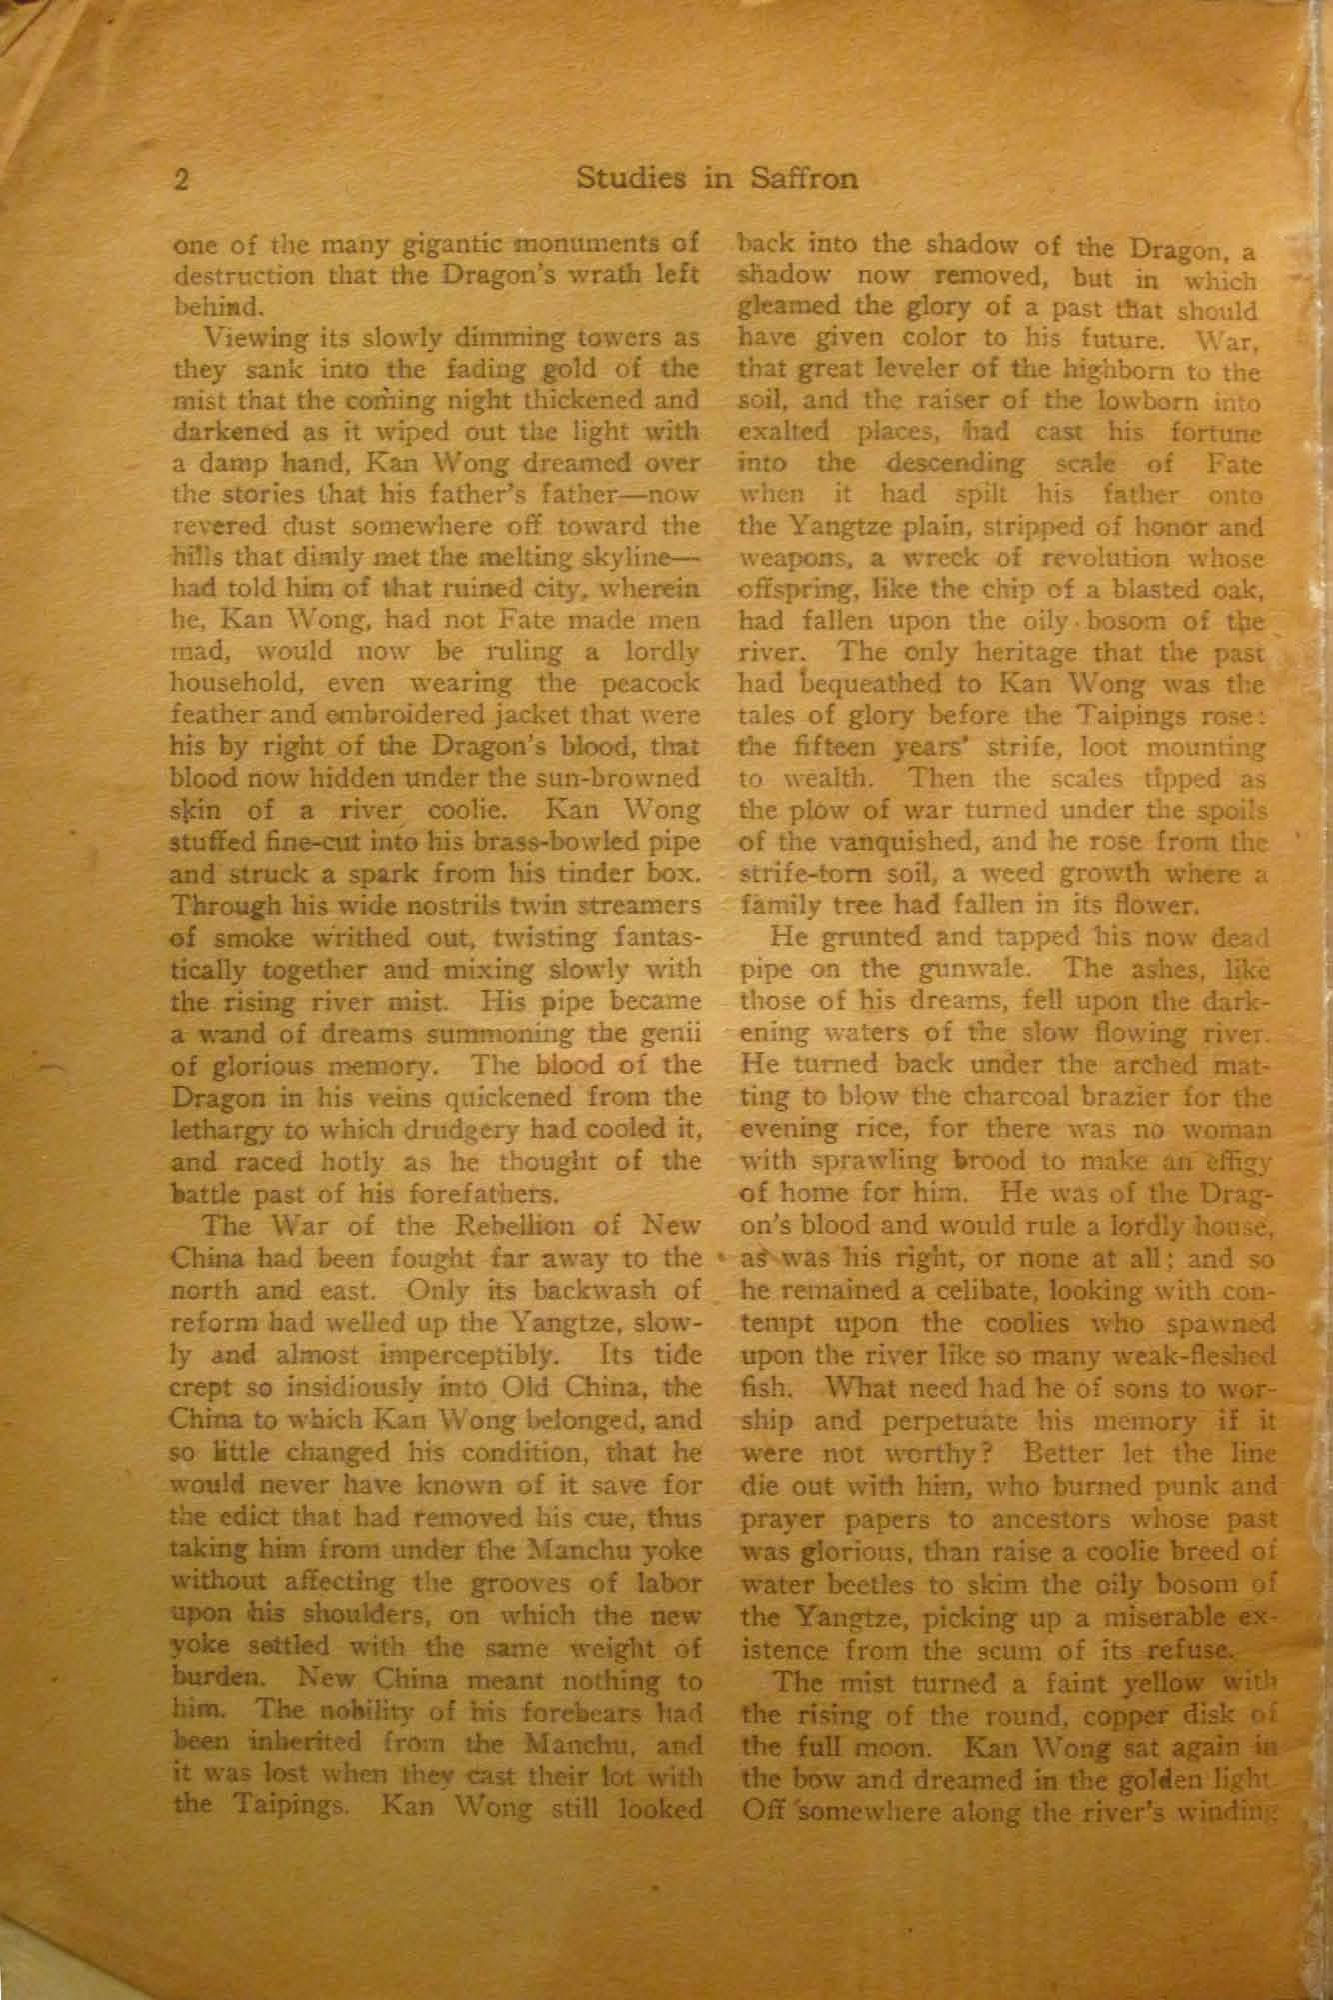 2
Studies in Saffron
one of the many gigantic monuments of
destruction that the Dragon's wrath left
behind.
Viewing its slowly dimming towers as
they sank into the fading gold of the
mist that the coming night thickened and
darkened as it wiped out the light with
a damp hand, Kan Wong dreamed over
the stories that his father's father—now
revered dust somewhere off toward the
hills that dimly met the melting skyline—
had told him of that ruined city, wherein
he, Kan Wong, had not Fate made men
mad, would now be ruling a lordly
household, even wearing the peacock
feather and embroidered jacket that were
his by right of the Dragon's blood, that
blood now hidden under the sun-browned
skin of a river coolie. Kan Wong
stuffed fine-cut into his brass-bowled pipe
and struck a spark from his tinder box.
Through his wide nostrils twin streamers
of smoke writhed out, twisting fantas-
tically together and mixing slowly with
the rising river mist. His pipe became
a wand of dreams summoning the genii
of glorious memory. The blood of the
Dragon in his veins quickened from the
lethargy to which drudgery had cooled it,
and raced hotly as he thought of the
battle past of his forefathers.
The War of the Rebellion of New
China had been fought far away to the
north and east. Only its backwash of
reform had welled up the Yangtze, slow-
ly and almost imperceptibly. Its tide
crept so insidiously into Old China, the
China to which Kan Wong belonged, and
so little changed his condition, that he
would never have known of it save for
the edict that had removed his cue, thus
taking him from under the Manchu yoke
without affecting the grooves of labor
upon his shoulders, on which the new
yoke settled with the same weight of
burden. New China meant nothing to
him. The nobility of his forebears had
been inherited from the Manchu, and
it was lost when they cast their lot with
the Taipings. Kan Wong still looked
back into the shadow of the Dragon, a
shadow now removed, but in which
gleamed the glory of a past that should
have given color to his future. War,
that great leveler of the highborn to the
soil, and the raiser of the lowborn into
exalted places, had cast his fortune
into the descending scale of Fate
when it had spilt his father onto
the Yangtze plain, stripped of honor and
weapons, a wreck of revolution whose
offspring, like the chip of a blasted oak,
had fallen upon the oily bosom of the
river. The only heritage that the past
had bequeathed to Kan Wong was the
tales of glory before the Taipings rose:
the fifteen years' strife, loot mounting
to wealth. Then the scales tipped as
the plow of war turned under the spoils
of the vanquished, and he rose from the
strife-torn soil, a weed growth where a
family tree had fallen in its flower.
He grunted and tapped his now dead
pipe on the gunwale. The ashes, like
those of his dreams, fell upon the dark-
ening waters of the slow flowing river.
He turned back under the arched mat-
ting to blow the charcoal brazier for the
evening rice, for there was no woman
with sprawling brood to make an effigy
of home for him. He was of the Drag-
on's blood and would rule a lordly house,
as was his right, or none at all; and so
he remained a celibate, looking with con-
tempt upon the coolies who spawned
upon the river like so many weak-fleshed
fish. What need had he of sons to wor-
ship and perpetuate his memory if it
were not worthy? Better let the line
die out with him, who burned punk and
prayer papers to ancestors whose past
was glorious, than raise a coolie breed of
water beetles to skim the oily bosom of
the Yangtze, picking up a miserable ex-
istence from the scum of its refuse.
The mist turned a faint yellow with
the rising of the round, copper disk of
the full moon. Kan Wong sat again in
the bow and dreamed in the golden light.
Off somewhere along the river's winding